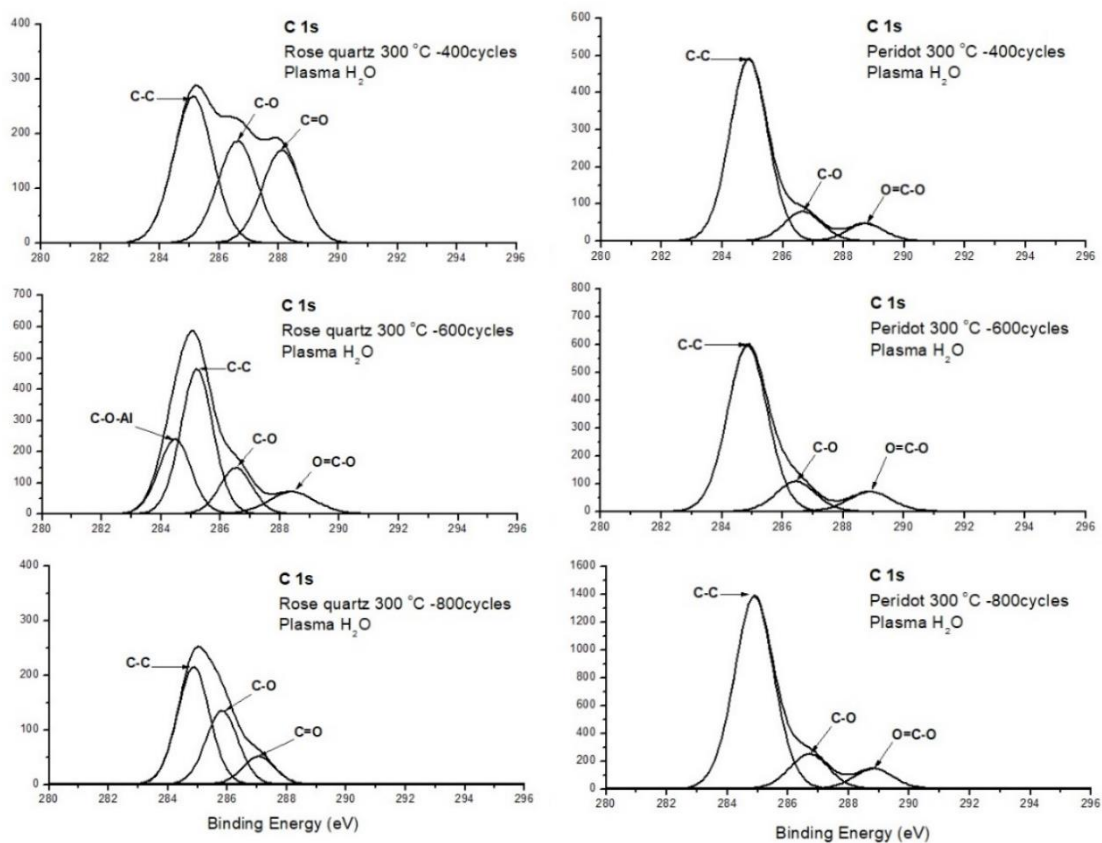 400
300
200
100
0
280 282 284 286 288 290 292 294 296
C 1s
Rose quartz 300 °C -400cycles
Plasma H₂O
C-C
C-O
C=O
600
500
400
300
200
100
0
280 282 284 286 288 290 292 294 296
C 1s
Peridot 300 °C -400cycles
Plasma H₂O
C-C
C-O
O=C-O
700
600
500
400
300
200
100
0
280 282 284 286 288 290 292 294 296
C 1s
Rose quartz 300 °C -600cycles
Plasma H₂O
C-C
C-O-Al
C-O
O=C-O
800
700
600
500
400
300
200
100
0
280 282 284 286 288 290 292 294 296
C 1s
Peridot 300 °C -600cycles
Plasma H₂O
C-C
C-O
O=C-O
400
300
200
100
0
280 282 284 286 288 290 292 294 296
C 1s
Rose quartz 300 °C -800cycles
Plasma H₂O
C-C
C-O
C=O
Binding Energy (eV)
1600
1400
1200
1000
800
600
400
200
0
280 282 284 286 288 290 292 294 296
C 1s
Peridot 300 °C -800cycles
Plasma H₂O
C-C
C-O
O=C-O
Binding Energy (eV)